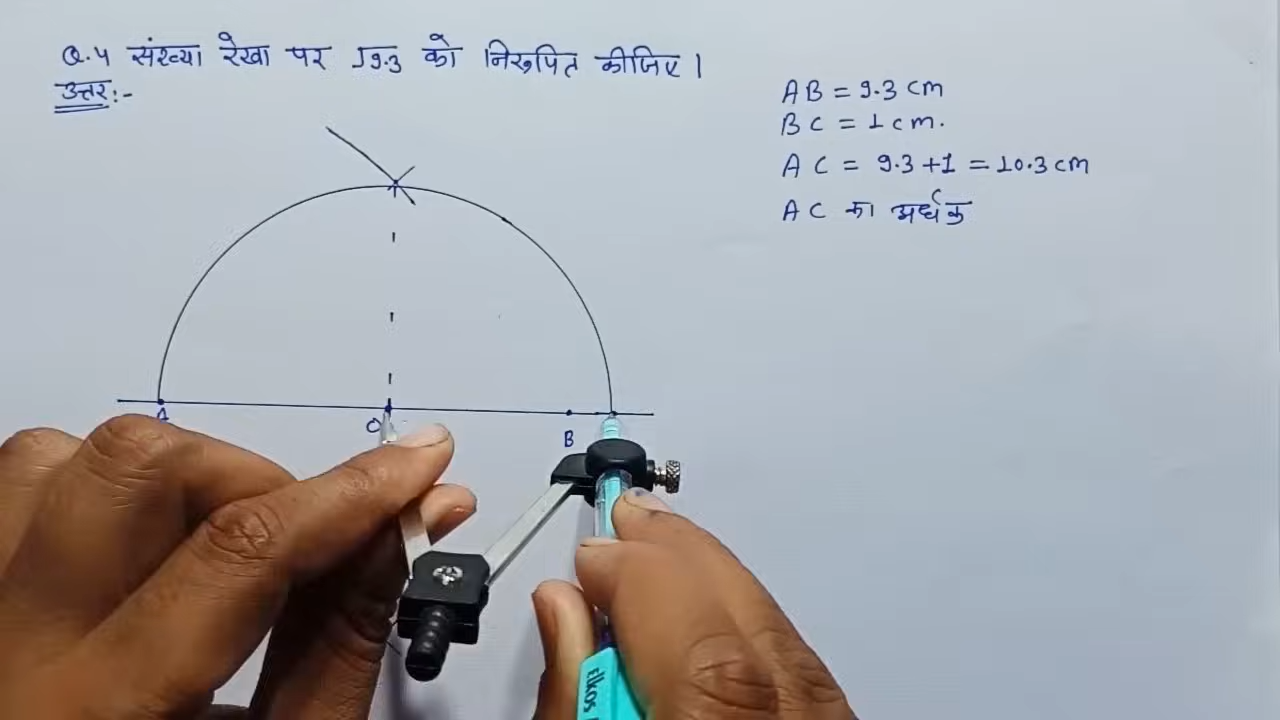 Q.4 संख्या रेखा पर √9.3 को निरुपित कीजिए।
उत्तर:-
AB = 9.3 cm
BC = 1 cm.
AC = 9.3+1 = 10.3 cm
AC का अर्धक
A
O
B
Elkos